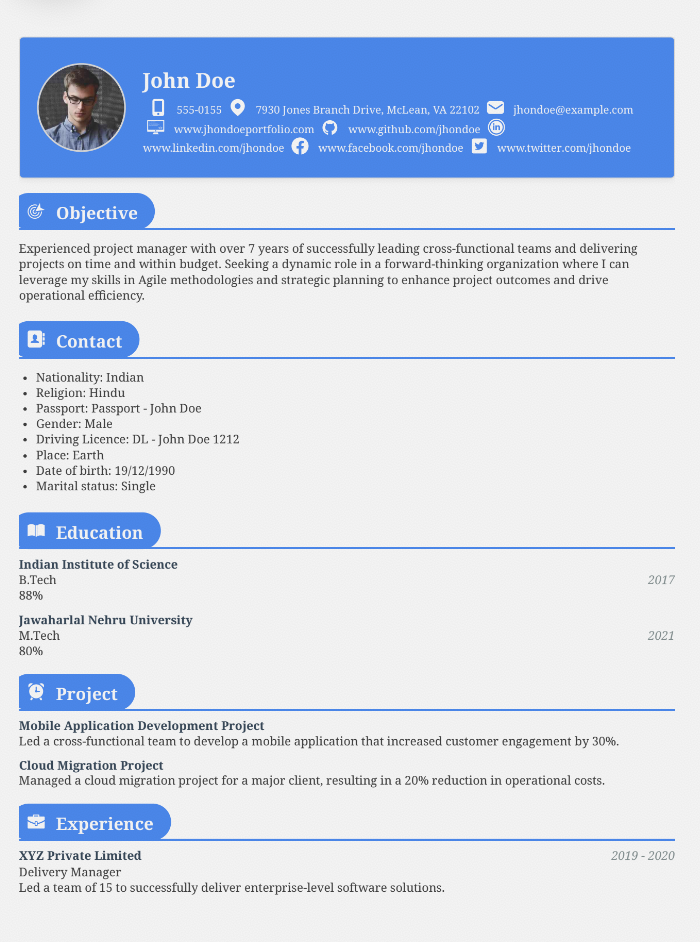 John Doe
555-0155 7930 Jones Branch Drive, McLean, VA 22102 jhondoe@example.com
www.jhondoeportfolio.com www.github.com/jhondoe
www.linkedin.com/jhondoe www.facebook.com/jhondoe www.twitter.com/jhondoe
Objective
Experienced project manager with over 7 years of successfully leading cross-functional teams and delivering
projects on time and within budget. Seeking a dynamic role in a forward-thinking organization where I can
leverage my skills in Agile methodologies and strategic planning to enhance project outcomes and drive
operational efficiency.
Contact
• Nationality: Indian
• Religion: Hindu
• Passport: Passport - John Doe
• Gender: Male
• Driving Licence: DL - John Doe 1212
• Place: Earth
• Date of birth: 19/12/1990
• Marital status: Single
Education
Indian Institute of Science
B.Tech 2017
88%
Jawaharlal Nehru University
M.Tech 2021
80%
Project
Mobile Application Development Project
Led a cross-functional team to develop a mobile application that increased customer engagement by 30%.
Cloud Migration Project
Managed a cloud migration project for a major client, resulting in a 20% reduction in operational costs.
Experience
XYZ Private Limited 2019 - 2020
Delivery Manager
Led a team of 15 to successfully deliver enterprise-level software solutions.